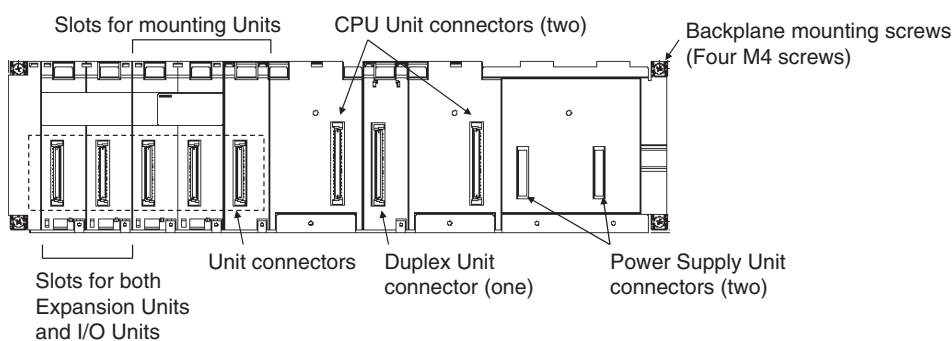 Slots for mounting Units
CPU Unit connectors (two)
Backplane mounting screws
(Four M4 screws)
Unit connectors
Duplex Unit
connector (one)
Power Supply Unit
connectors (two)
Slots for both
Expansion Units
and I/O Units